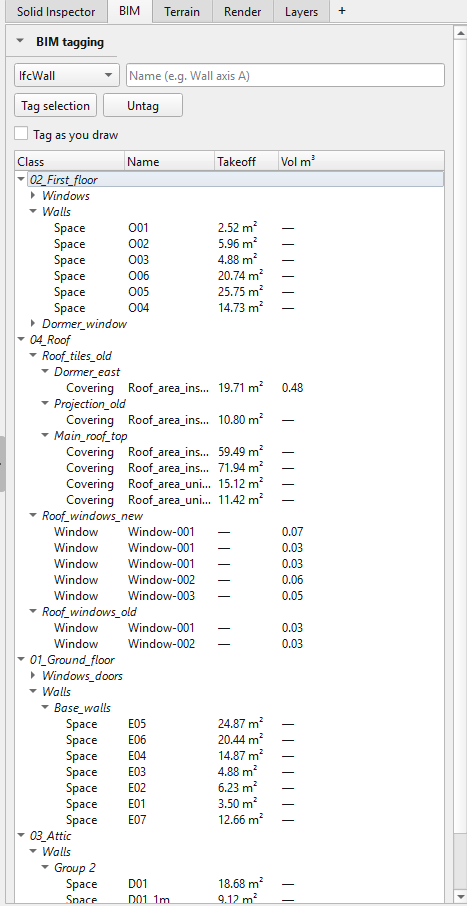 Solid Inspector BIM Terrain Render Layers +
BIM tagging
IfcWall Name (e.g. Wall axis A)
Tag selection Untag
Tag as you draw
Class Name Takeoff Vol m³
02_First_floor
Windows
Walls
Space O01 2.52 m² —
Space O02 5.96 m² —
Space O03 4.88 m² —
Space O06 20.74 m² —
Space O05 25.75 m² —
Space O04 14.73 m² —
Dormer_window
04_Roof
Roof_tiles_old
Dormer_east
Covering Roof_area_ins... 19.71 m² 0.48
Projection_old
Covering Roof_area_ins... 10.80 m² —
Main_roof_top
Covering Roof_area_ins... 59.49 m² —
Covering Roof_area_ins... 71.94 m² —
Covering Roof_area_uni... 15.12 m² —
Covering Roof_area_uni... 11.42 m² —
Roof_windows_new
Window Window-001 — 0.07
Window Window-001 — 0.03
Window Window-001 — 0.03
Window Window-002 — 0.06
Window Window-003 — 0.05
Roof_windows_old
Window Window-001 — 0.03
Window Window-002 — 0.03
01_Ground_floor
Windows_doors
Walls
Base_walls
Space E05 24.87 m² —
Space E06 20.44 m² —
Space E04 14.87 m² —
Space E03 4.88 m² —
Space E02 6.23 m² —
Space E01 3.50 m² —
Space E07 12.66 m² —
03_Attic
Walls
Group 2
Space D01 18.68 m² —
Space D01_1m 9.12 m² —